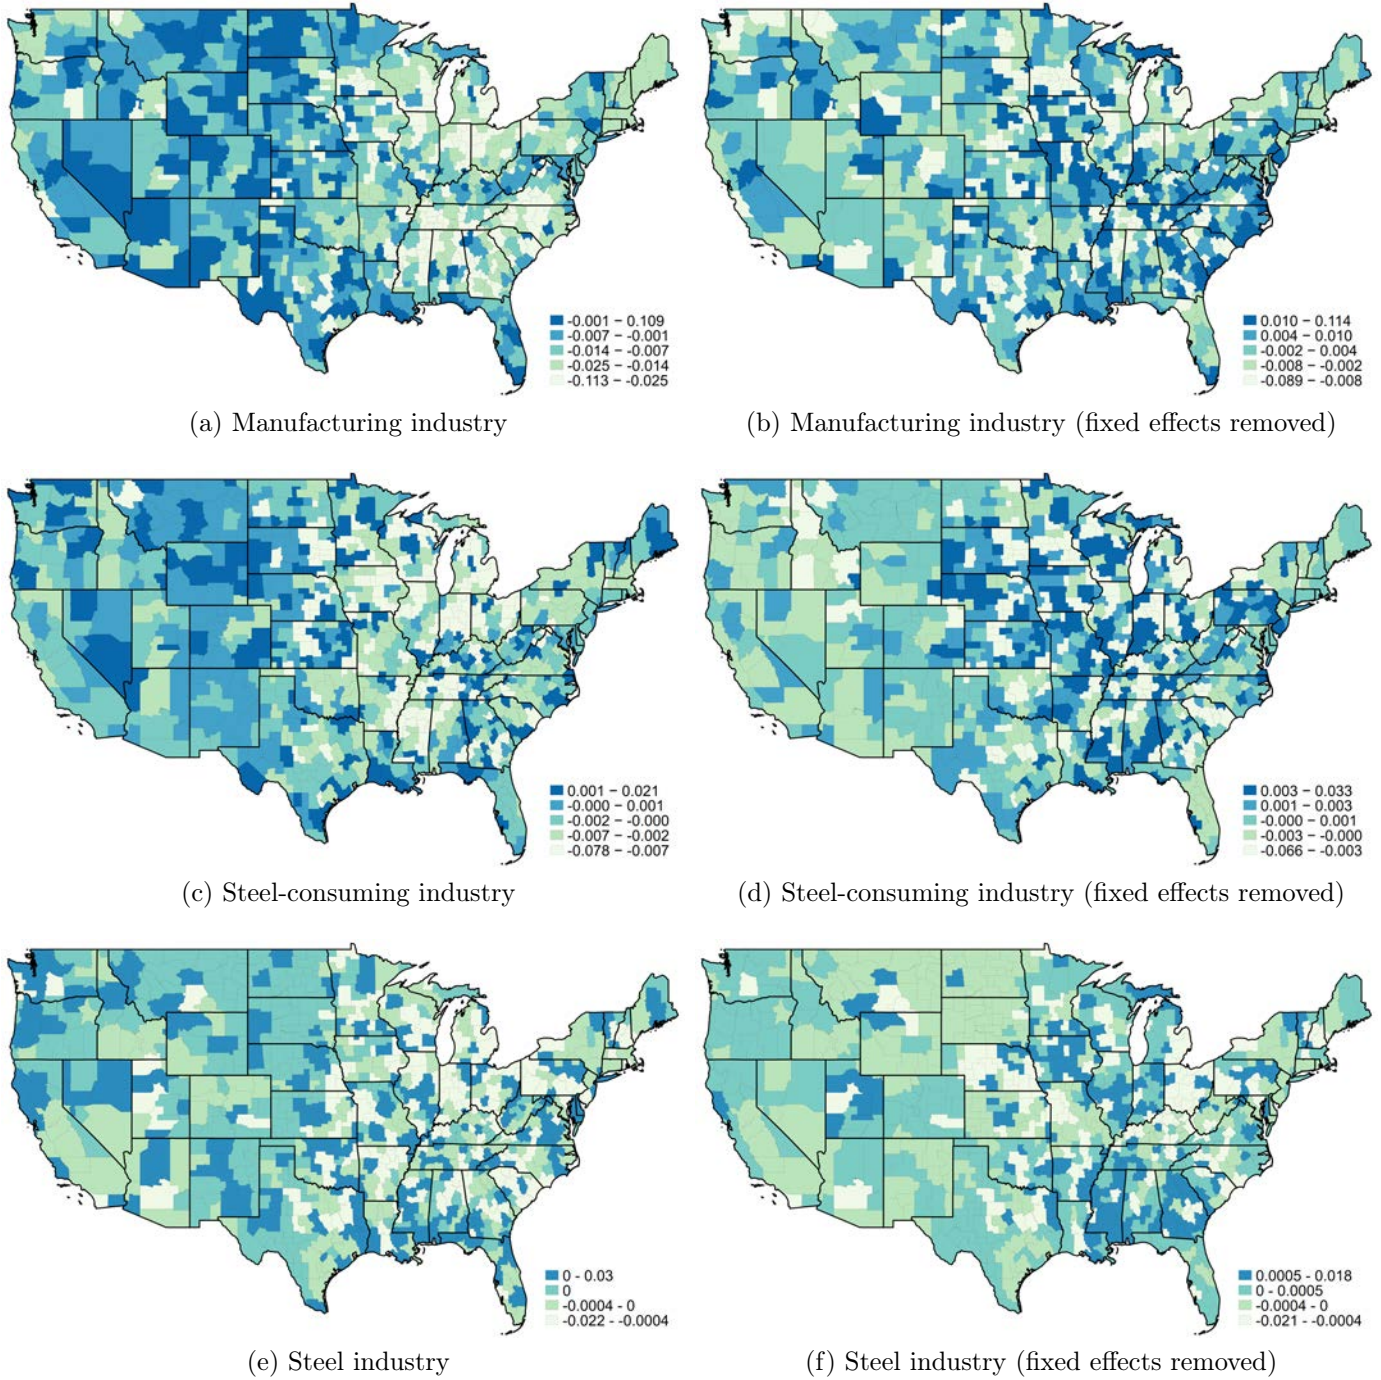 -0.001 – 0.109
-0.007 – -0.001
-0.014 – -0.007
-0.025 – -0.014
-0.113 – -0.025
(a) Manufacturing industry
0.010 – 0.114
0.004 – 0.010
-0.002 – 0.004
-0.008 – -0.002
-0.089 – -0.008
(b) Manufacturing industry (fixed effects removed)
0.001 – 0.021
-0.000 – 0.001
-0.002 – -0.000
-0.007 – -0.002
-0.078 – -0.007
(c) Steel-consuming industry
0.003 – 0.033
0.001 – 0.003
-0.000 – 0.001
-0.003 – -0.000
-0.066 – -0.003
(d) Steel-consuming industry (fixed effects removed)
0 - 0.03
0
-0.0004 - 0
-0.022 - -0.0004
(e) Steel industry
0.0005 - 0.018
0 - 0.0005
-0.0004 - 0
-0.021 - -0.0004
(f) Steel industry (fixed effects removed)